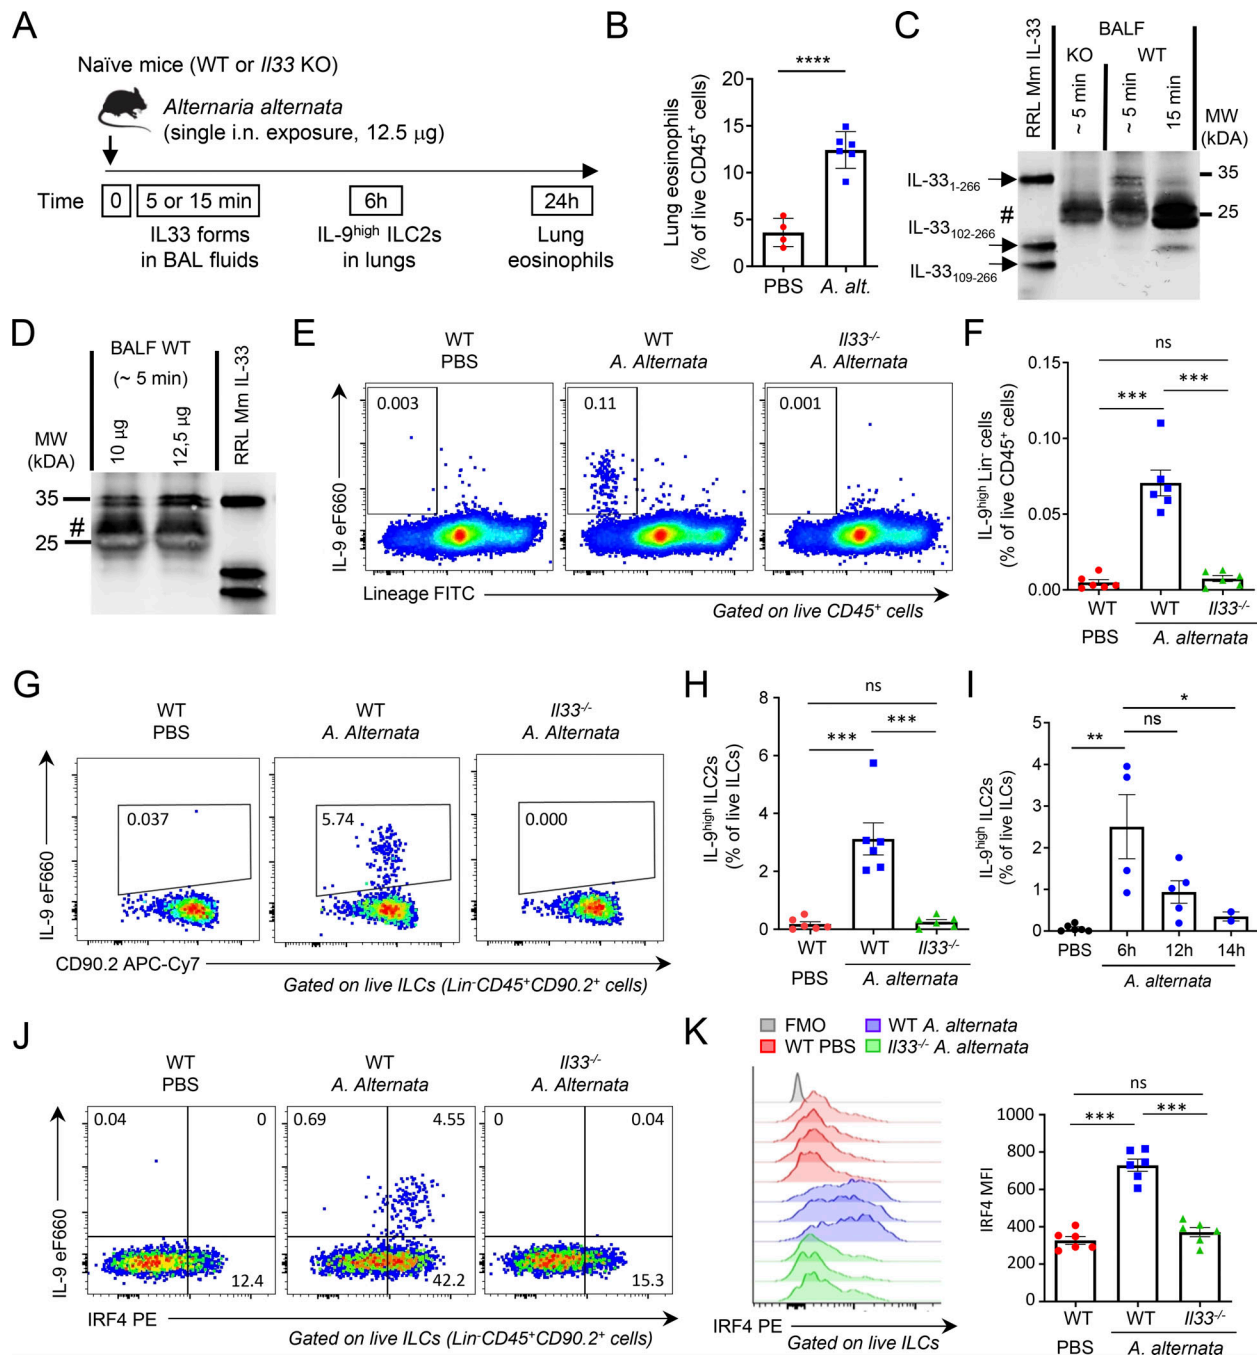 A
Naïve mice (WT or Il33 KO)
Alternaria alternata
(single i.n. exposure, 12.5 µg)
Time
0
5 or 15 min
6h
24h
IL33 forms
in BAL fluids
IL-9high ILC2s
in lungs
Lung
eosinophils
B
Lung eosinophils
(% of live CD45+ cells)
20
15
10
5
0
****
PBS
A. alt.
C
BALF
KO
WT
RRL Mm IL-33
~ 5 min
~ 5 min
15 min
MW
(kDA)
IL-331-266
35
#
25
IL-33102-266
IL-33109-266
D
BALF WT
(~ 5 min)
10 µg
12,5 µg
RRL Mm IL-33
MW
(kDA)
35
#
25
E
WT
PBS
WT
A. Alternata
Il33-/-
A. Alternata
0.003
0.11
0.001
IL-9 eF660
Lineage FITC
Gated on live CD45+ cells
F
IL-9high Lin- cells
(% of live CD45+ cells)
0.15
0.10
0.05
0.00
ns
***
***
WT
WT
Il33-/-
PBS
A. alternata
G
WT
PBS
WT
A. Alternata
Il33-/-
A. Alternata
0.037
5.74
0.000
IL-9 eF660
CD90.2 APC-Cy7
Gated on live ILCs (Lin-CD45+CD90.2+ cells)
H
IL-9high ILC2s
(% of live ILCs)
8
6
4
2
0
ns
***
***
WT
WT
Il33-/-
PBS
A. alternata
I
IL-9high ILC2s
(% of live ILCs)
5
4
3
2
1
0
*
**
ns
PBS
6h
12h
14h
A. alternata
J
WT
PBS
WT
A. Alternata
Il33-/-
A. Alternata
0.04
0
0.69
4.55
0
0.04
12.4
42.2
15.3
IL-9 eF660
IRF4 PE
Gated on live ILCs (Lin-CD45+CD90.2+ cells)
K
FMO
WT A. alternata
WT PBS
Il33-/- A. alternata
IRF4 PE
Gated on live ILCs
IRF4 MFI
1000
800
600
400
200
0
ns
***
***
WT
WT
Il33-/-
PBS
A. alternata